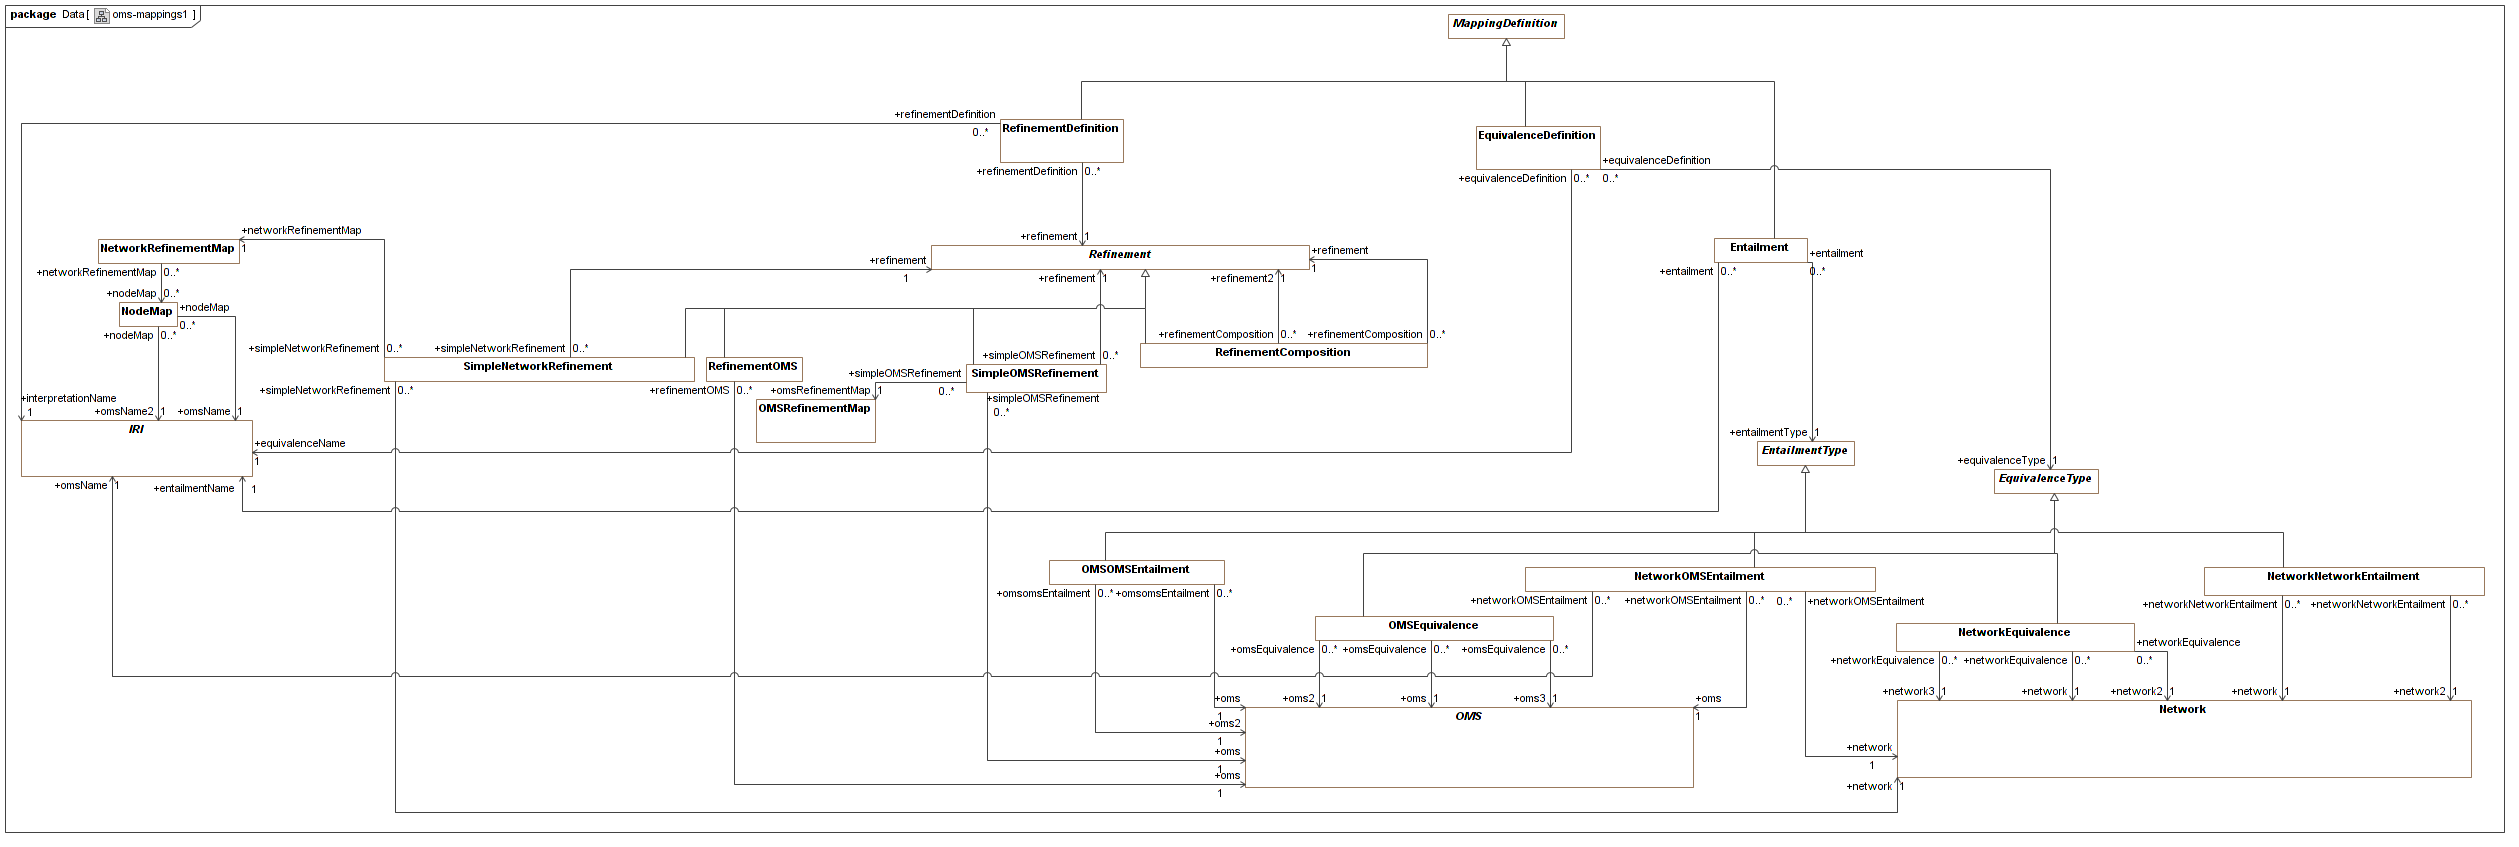 package Data [ oms-mappings1 ]
MappingDefinition
+refinementDefinition
0..*
RefinementDefinition
EquivalenceDefinition
+equivalenceDefinition
0..*
+refinementDefinition 0..*
+equivalenceDefinition 0..*
+networkRefinementMap
1
NetworkRefinementMap
+refinement 1
Refinement
+refinement
1
Entailment
+entailment
0..*
+networkRefinementMap 0..*
+refinement
1
+refinement 1
+refinement2 1
+entailment 0..*
+nodeMap 0..*
NodeMap
+nodeMap
0..*
+nodeMap 0..*
+simpleNetworkRefinement 0..*
+simpleNetworkRefinement 0..*
+simpleOMSRefinement 0..*
+refinementComposition 0..*
+refinementComposition 0..*
RefinementComposition
SimpleNetworkRefinement
RefinementOMS
SimpleOMSRefinement
+simpleOMSRefinement
0..*
+simpleNetworkRefinement 0..*
+refinementOMS 0..*
+omsRefinementMap 1
OMSRefinementMap
+simpleOMSRefinement
0..*
+interpretationName
1
+omsName2 1
+omsName 1
IRI
+equivalenceName
1
+entailmentType 1
EntailmentType
+equivalenceType 1
EquivalenceType
+omsName 1
+entailmentName 1
OMSOMSEntailment
NetworkOMSEntailment
NetworkNetworkEntailment
+omsomsEntailment 0..*
+omsomsEntailment 0..*
+networkOMSEntailment 0..*
+networkOMSEntailment 0..*
0..* +networkOMSEntailment
+networkNetworkEntailment 0..*
+networkNetworkEntailment 0..*
OMSEquivalence
NetworkEquivalence
+networkEquivalence
0..*
+omsEquivalence 0..*
+omsEquivalence 0..*
+omsEquivalence 0..*
+networkEquivalence 0..*
+networkEquivalence 0..*
+oms
1
+oms2 1
+oms 1
+oms3 1
+oms
1
+network3 1
+network 1
+network2 1
+network 1
+network2 1
OMS
Network
+oms2
1
+oms
1
+oms
1
+network
1
+network 1